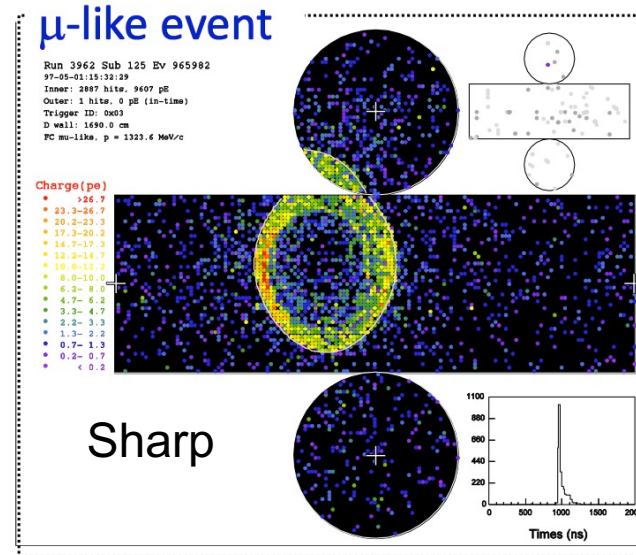 μ-like event
Run 3962 Sub 125 Ev 965982
97-05-01:15:32:29
Inner: 2887 hits, 9607 pE
Outer: 1 hits, 0 pE (in-time)
Trigger ID: 0x03
D wall: 1690.0 cm
FC mu-like, p = 1323.6 MeV/c
Charge(pe)
>26.7
23.3-26.7
20.2-23.3
17.3-20.2
14.7-17.3
12.2-14.7
10.0-12.2
8.0-10.0
6.2- 8.0
4.7- 6.2
3.3- 4.7
2.2- 3.3
1.3- 2.2
0.7- 1.3
0.2- 0.7
< 0.2
Sharp
1100
880
660
440
220
0
0 500 1000 1500 200
Times (ns)